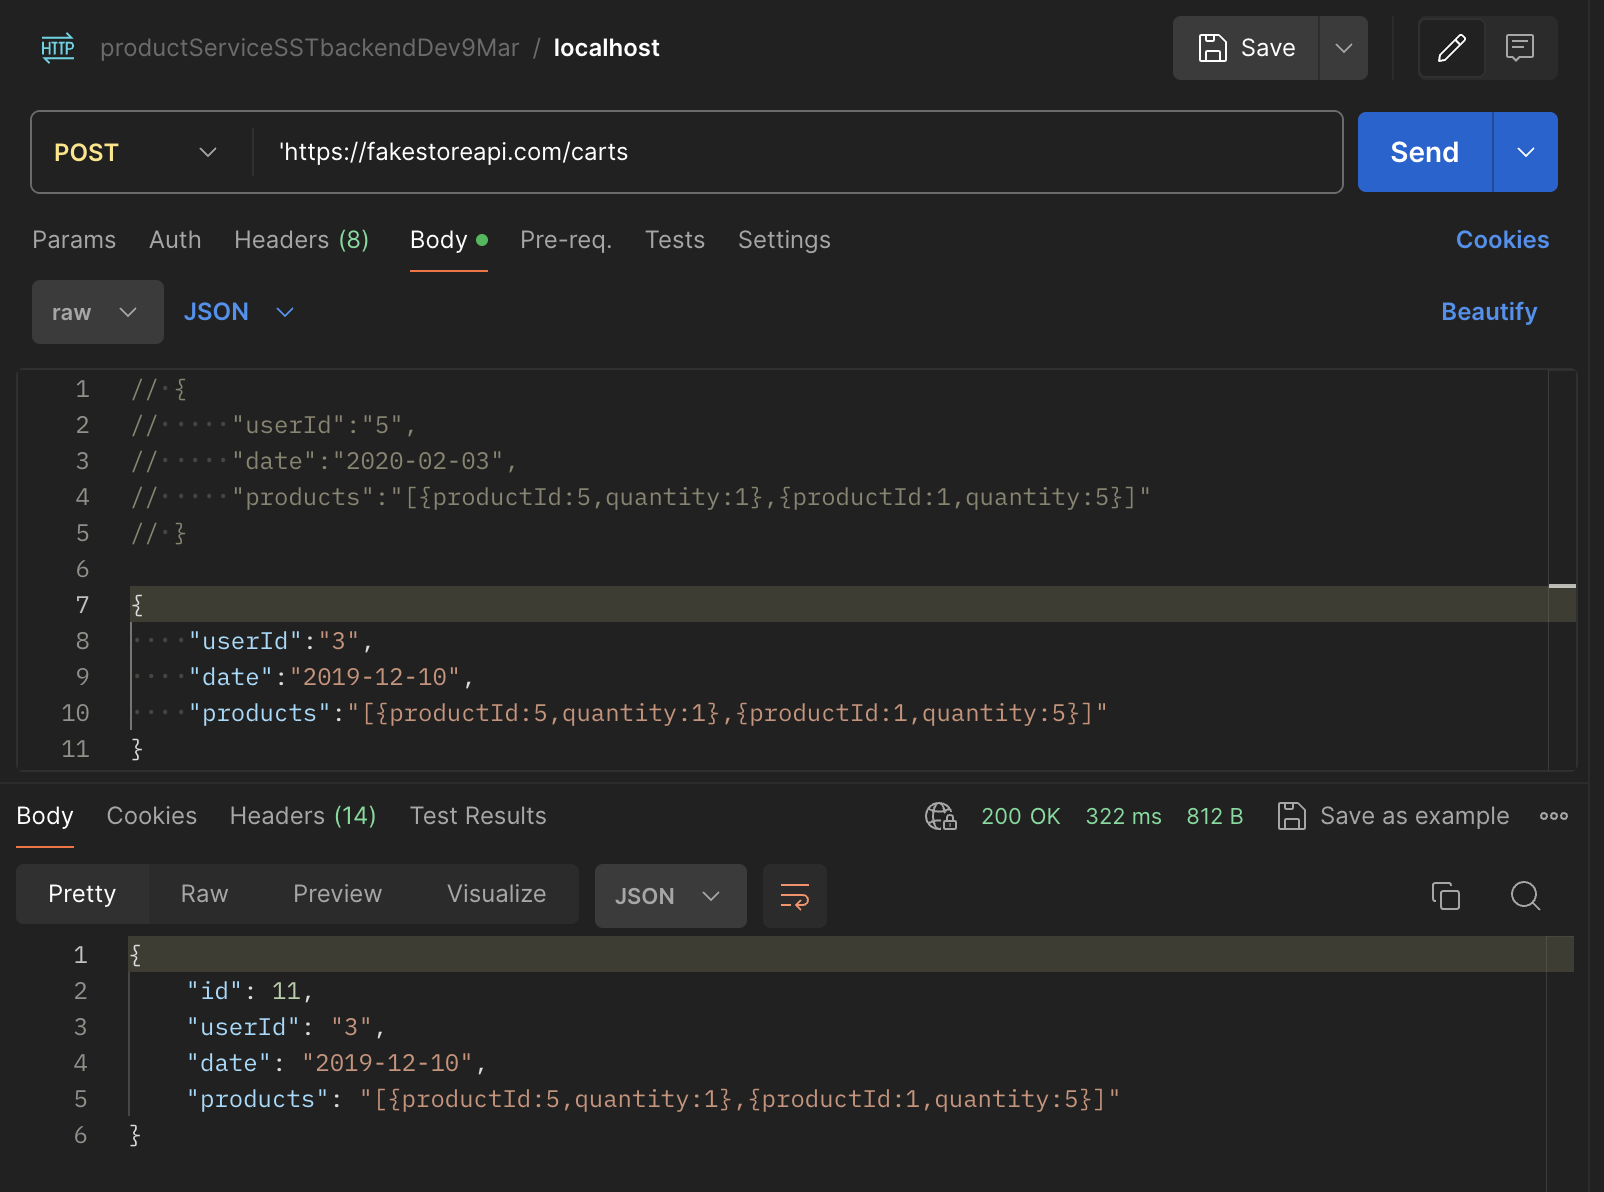 HTTP productServiceSSTbackendDev9Mar / localhost Save
POST 'https://fakestoreapi.com/carts Send
Params Auth Headers (8) Body Pre-req. Tests Settings Cookies
raw JSON Beautify
1 // {
2 //     "userId":"5",
3 //     "date":"2020-02-03",
4 //     "products":"[{productId:5,quantity:1},{productId:1,quantity:5}]"
5 // }
6
7 {
8     "userId":"3",
9     "date":"2019-12-10",
10     "products":"[{productId:5,quantity:1},{productId:1,quantity:5}]"
11 }
Body Cookies Headers (14) Test Results 200 OK 322 ms 812 B Save as example
Pretty Raw Preview Visualize JSON
1 {
2     "id": 11,
3     "userId": "3",
4     "date": "2019-12-10",
5     "products": "[{productId:5,quantity:1},{productId:1,quantity:5}]"
6 }